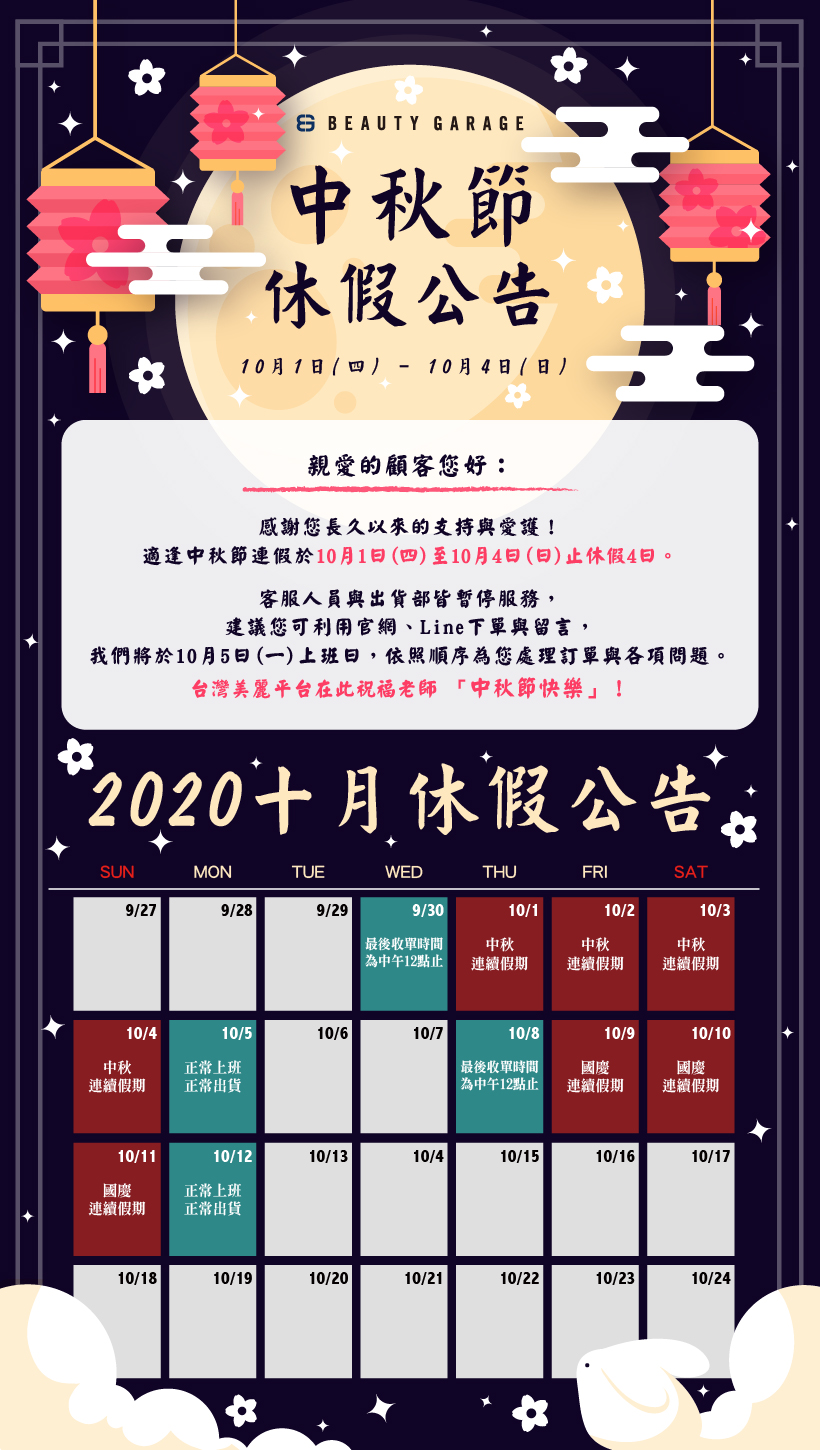 BEAUTY GARAGE
中秋節
休假公告
10月1日(四) - 10月4日(日)
親愛的顧客您好：
感謝您長久以來的支持與愛護！
適逢中秋節連假於10月1日(四)至10月4日(日)止休假4日。
客服人員與出貨部皆暫停服務，
建議您可利用官網、Line下單與留言，
我們將於10月5日(一)上班日，依照順序為您處理訂單與各項問題。
台灣美麗平台在此祝福老師「中秋節快樂」！
2020十月休假公告
SUN MON TUE WED THU FRI SAT
9/27 9/28 9/29 9/30 10/1 10/2 10/3
最後收單時間 中秋 中秋 中秋
為中午12點止 連續假期 連續假期 連續假期
10/4 10/5 10/6 10/7 10/8 10/9 10/10
中秋 正常上班 最後收單時間 國慶 國慶
連續假期 正常出貨 為中午12點止 連續假期 連續假期
10/11 10/12 10/13 10/4 10/15 10/16 10/17
國慶 正常上班
連續假期 正常出貨
10/18 10/19 10/20 10/21 10/22 10/23 10/24